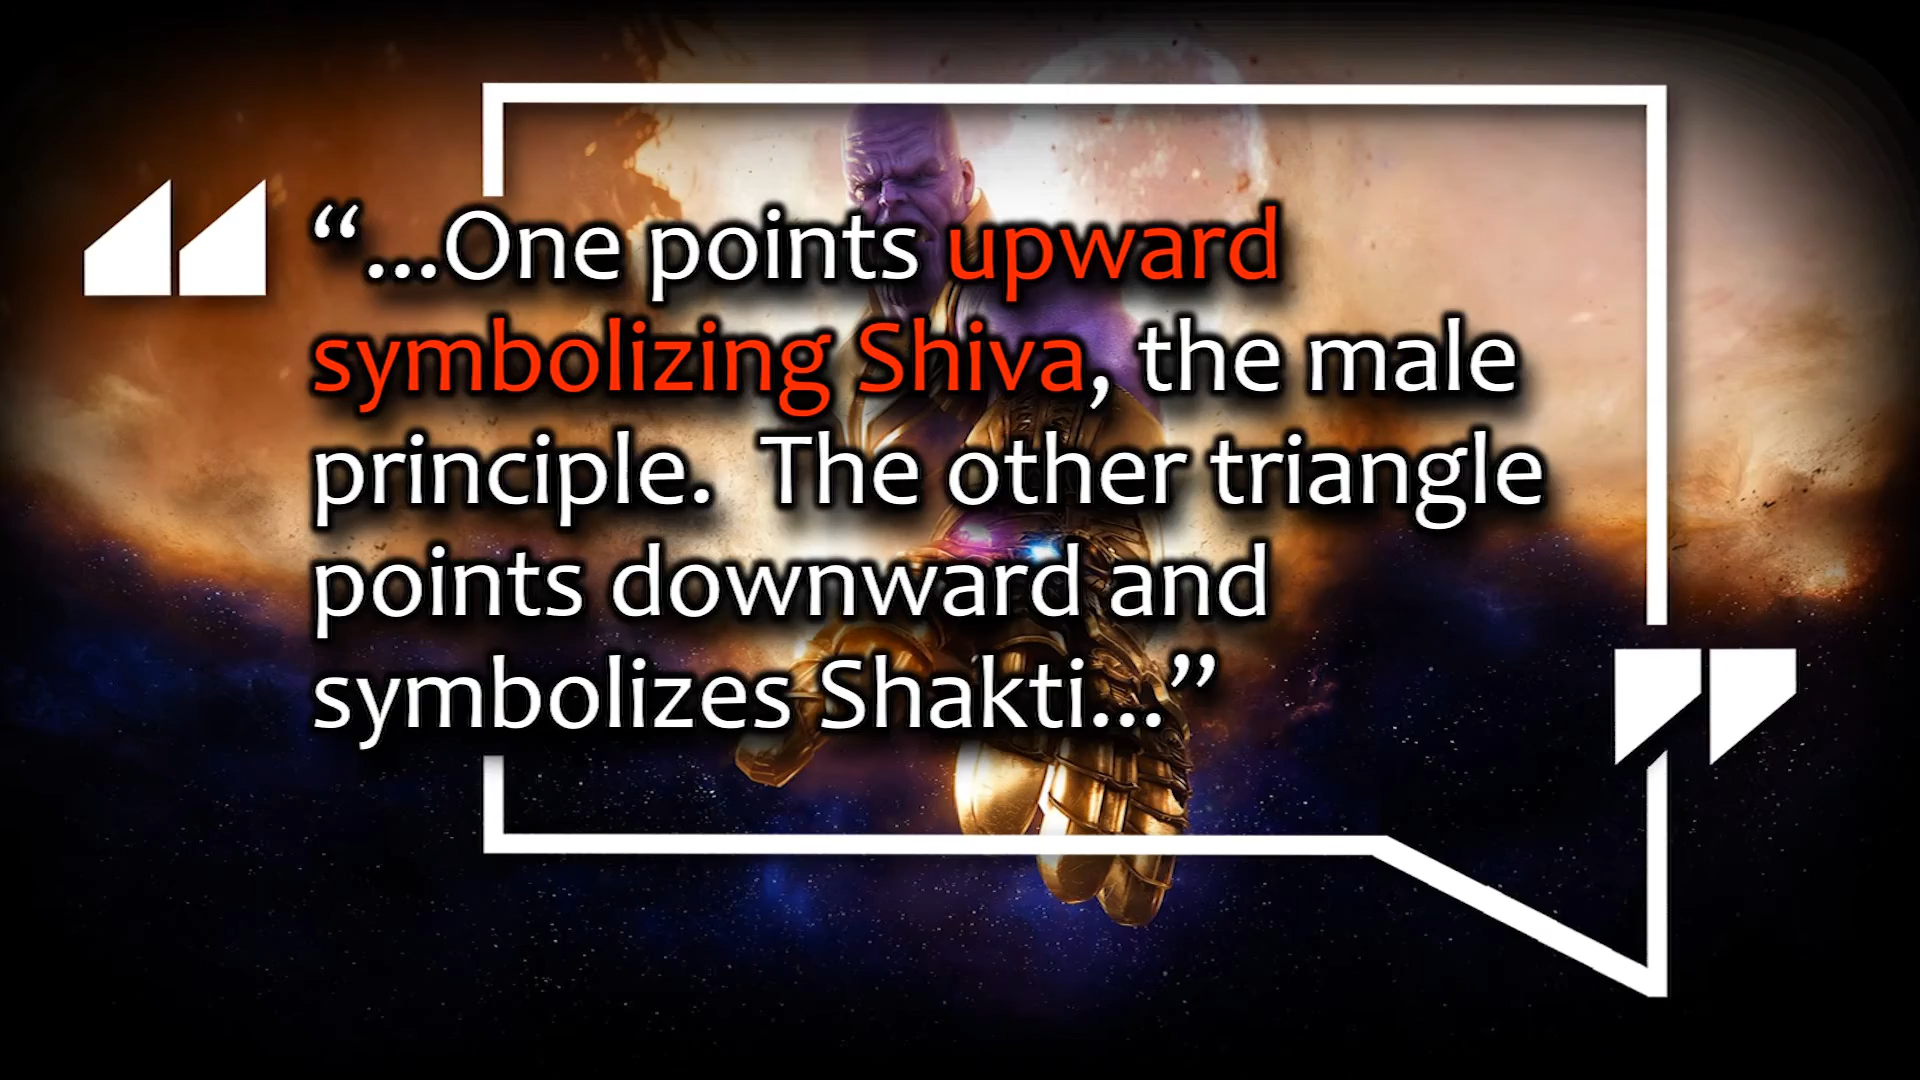 “...One points upward
symbolizing Shiva, the male
principle.  The other triangle
points downward and
symbolizes Shakti...”